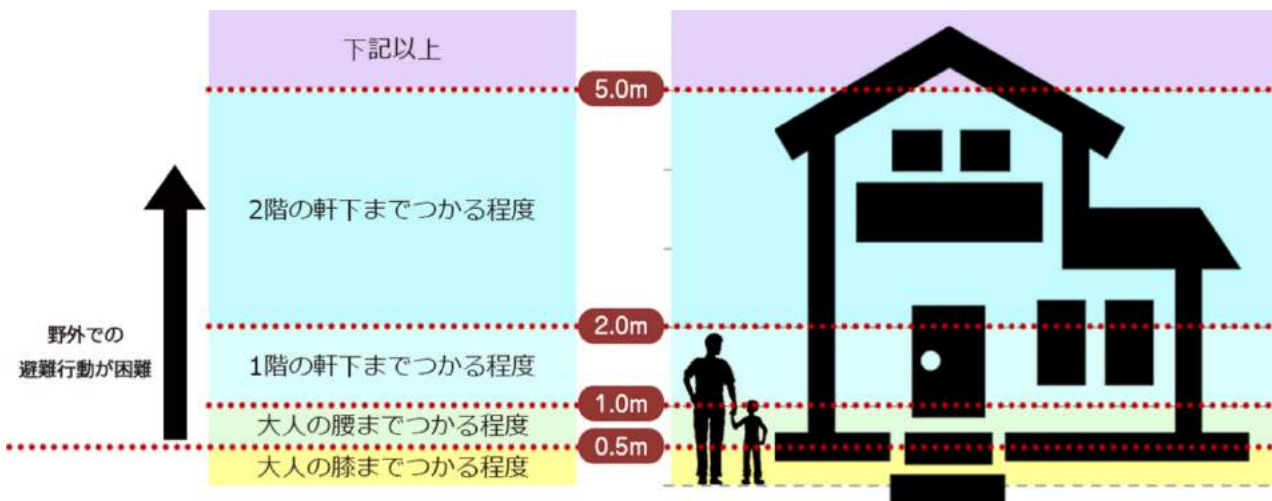 下記以上
5.0m
2階の軒下までつかる程度
2.0m
野外での
避難行動が困難
1階の軒下までつかる程度
1.0m
大人の腰までつかる程度
0.5m
大人の膝までつかる程度